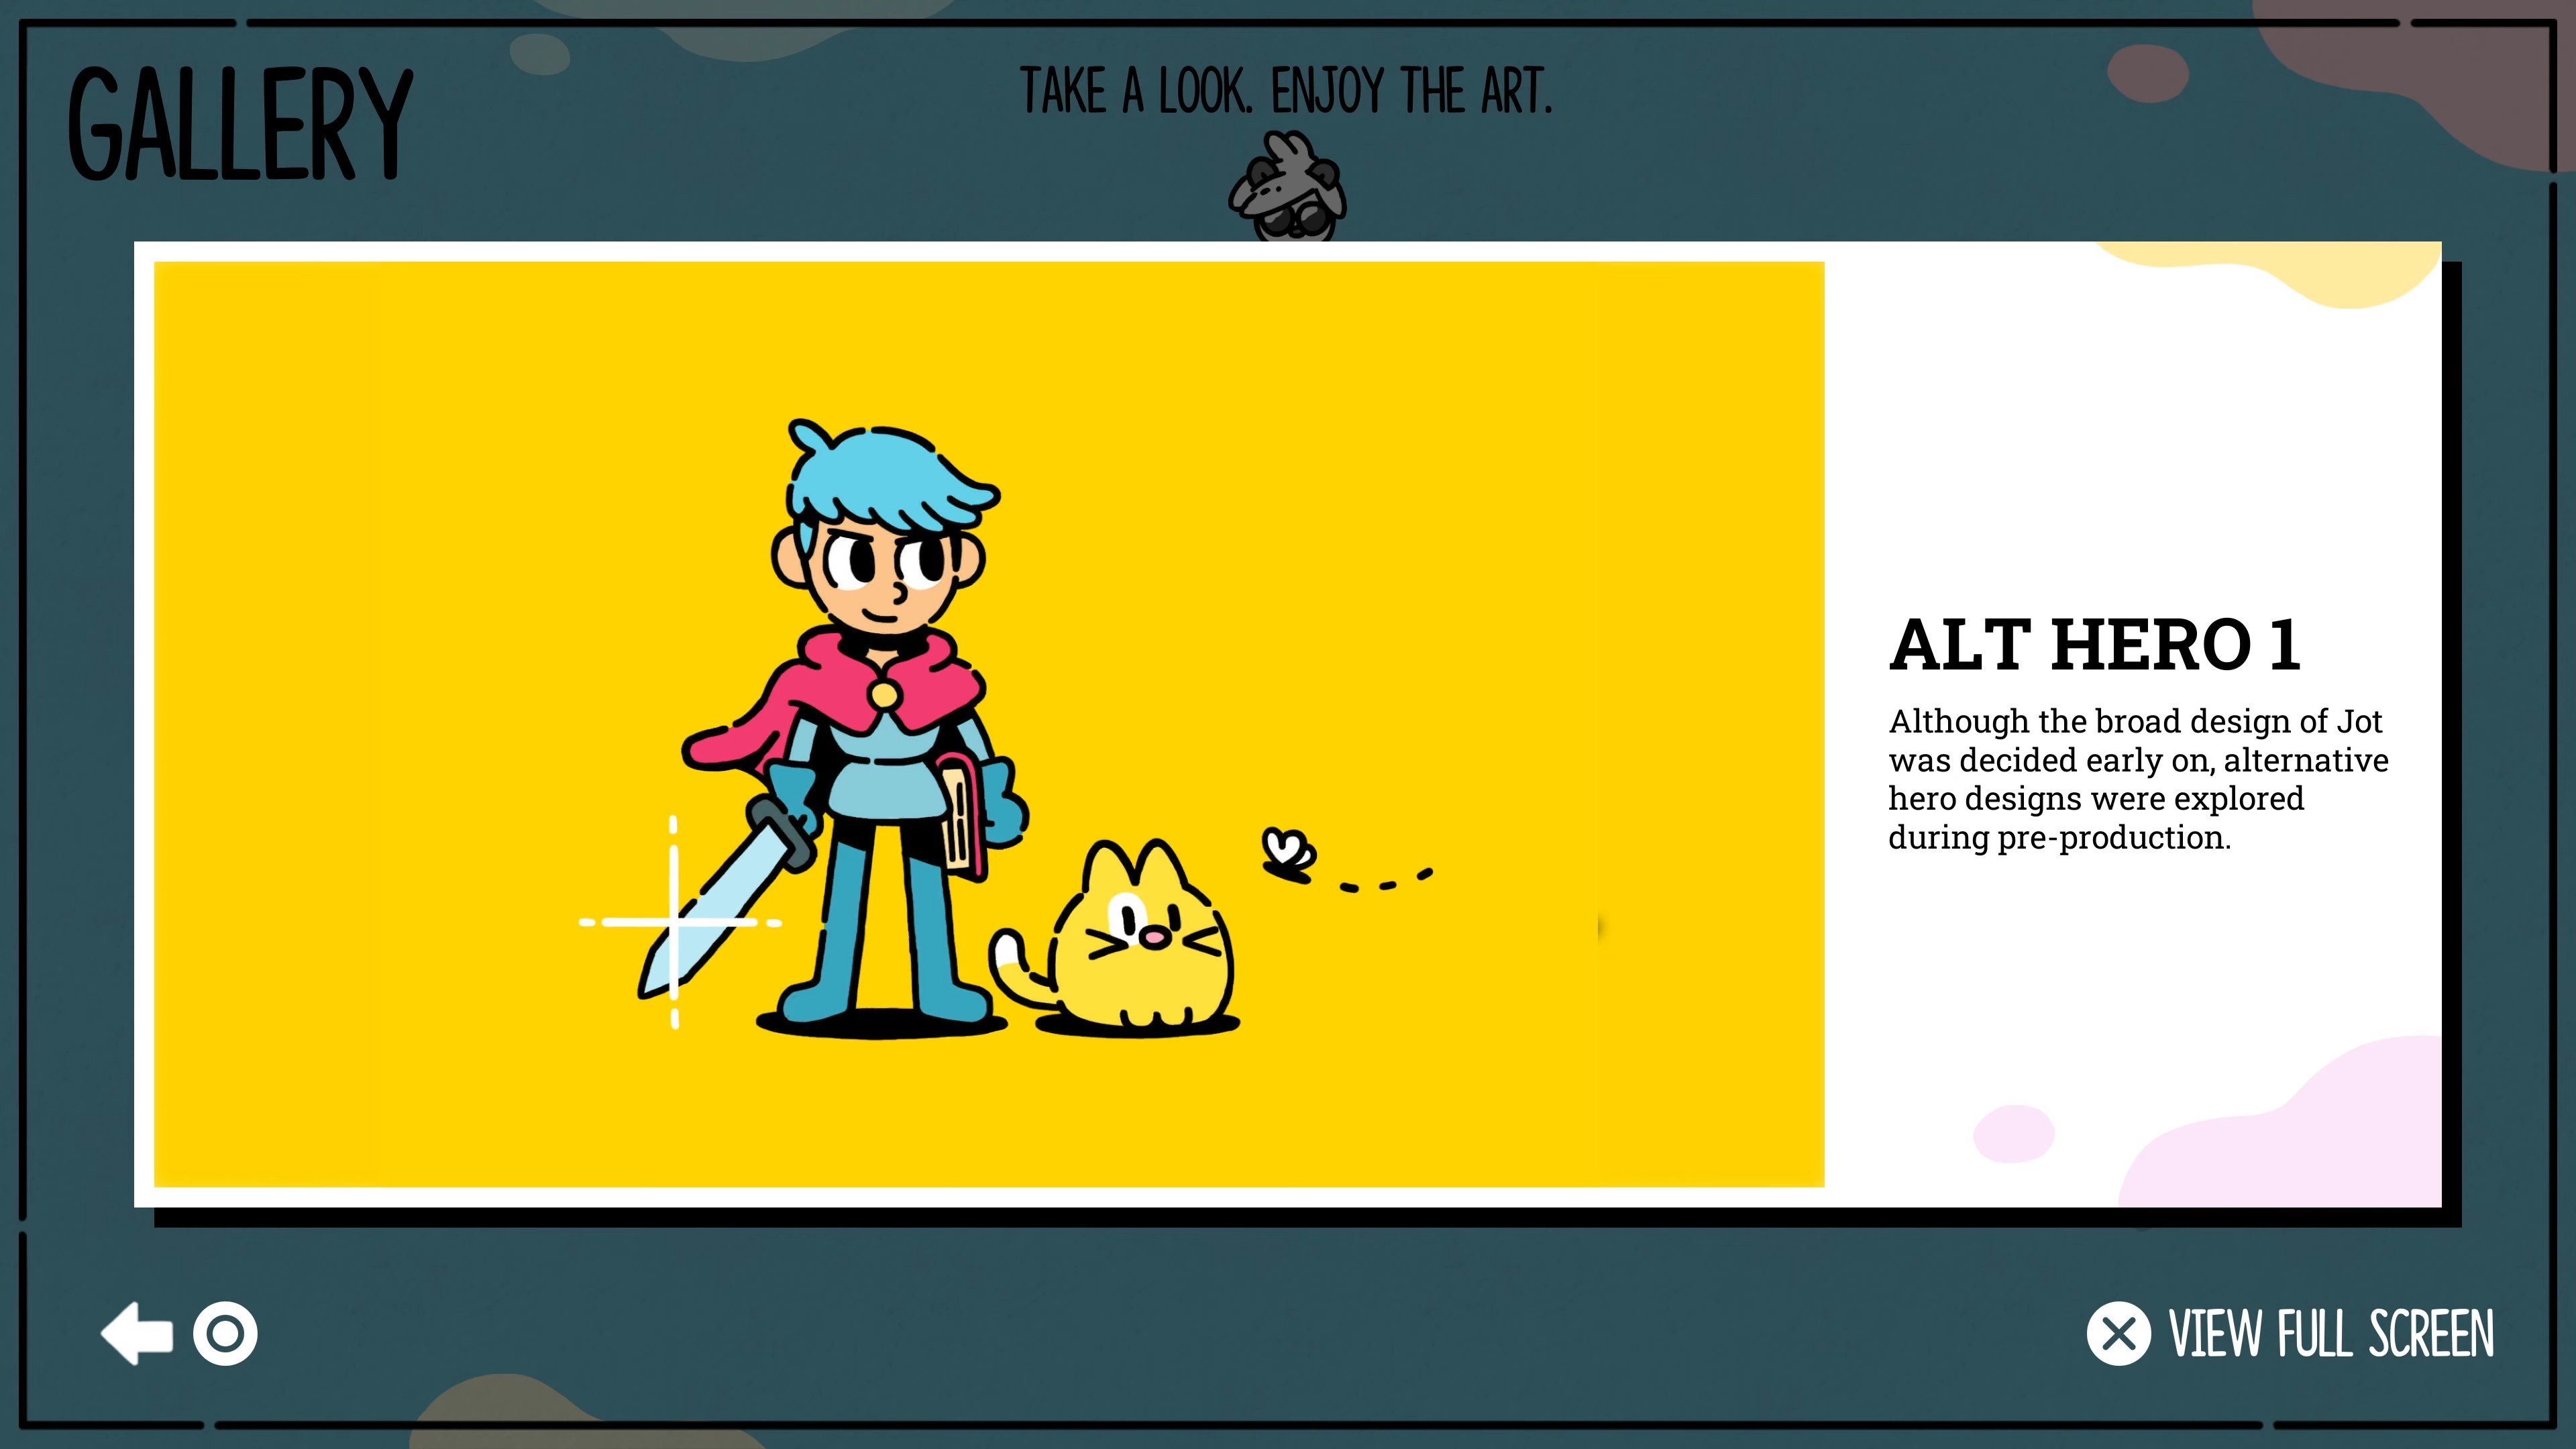 GALLERY
TAKE A LOOK. ENJOY THE ART.
ALT HERO 1
Although the broad design of Jot
was decided early on, alternative
hero designs were explored
during pre-production.
VIEW FULL SCREEN